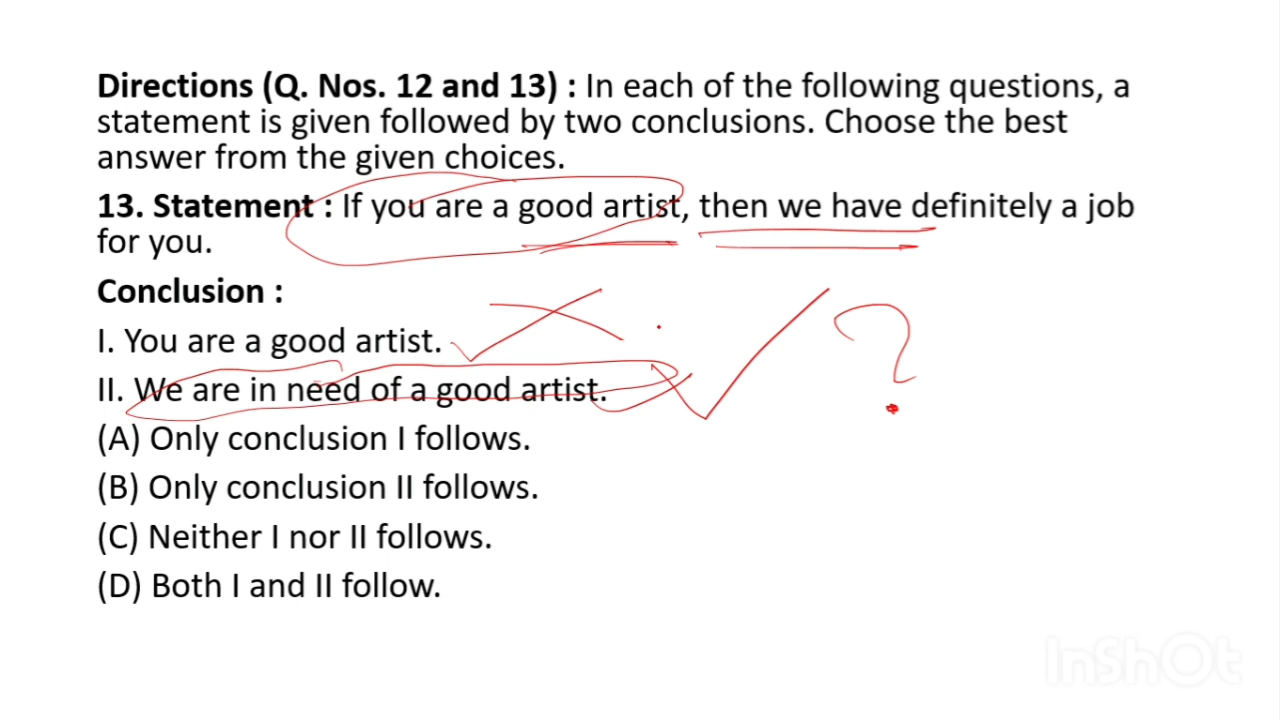 Directions (Q. Nos. 12 and 13) : In each of the following questions, a
statement is given followed by two conclusions. Choose the best
answer from the given choices.
13. Statement : If you are a good artist, then we have definitely a job
for you.
Conclusion :
I. You are a good artist.
II. We are in need of a good artist.
(A) Only conclusion I follows.
(B) Only conclusion II follows.
(C) Neither I nor II follows.
(D) Both I and II follow.
?
InShOt